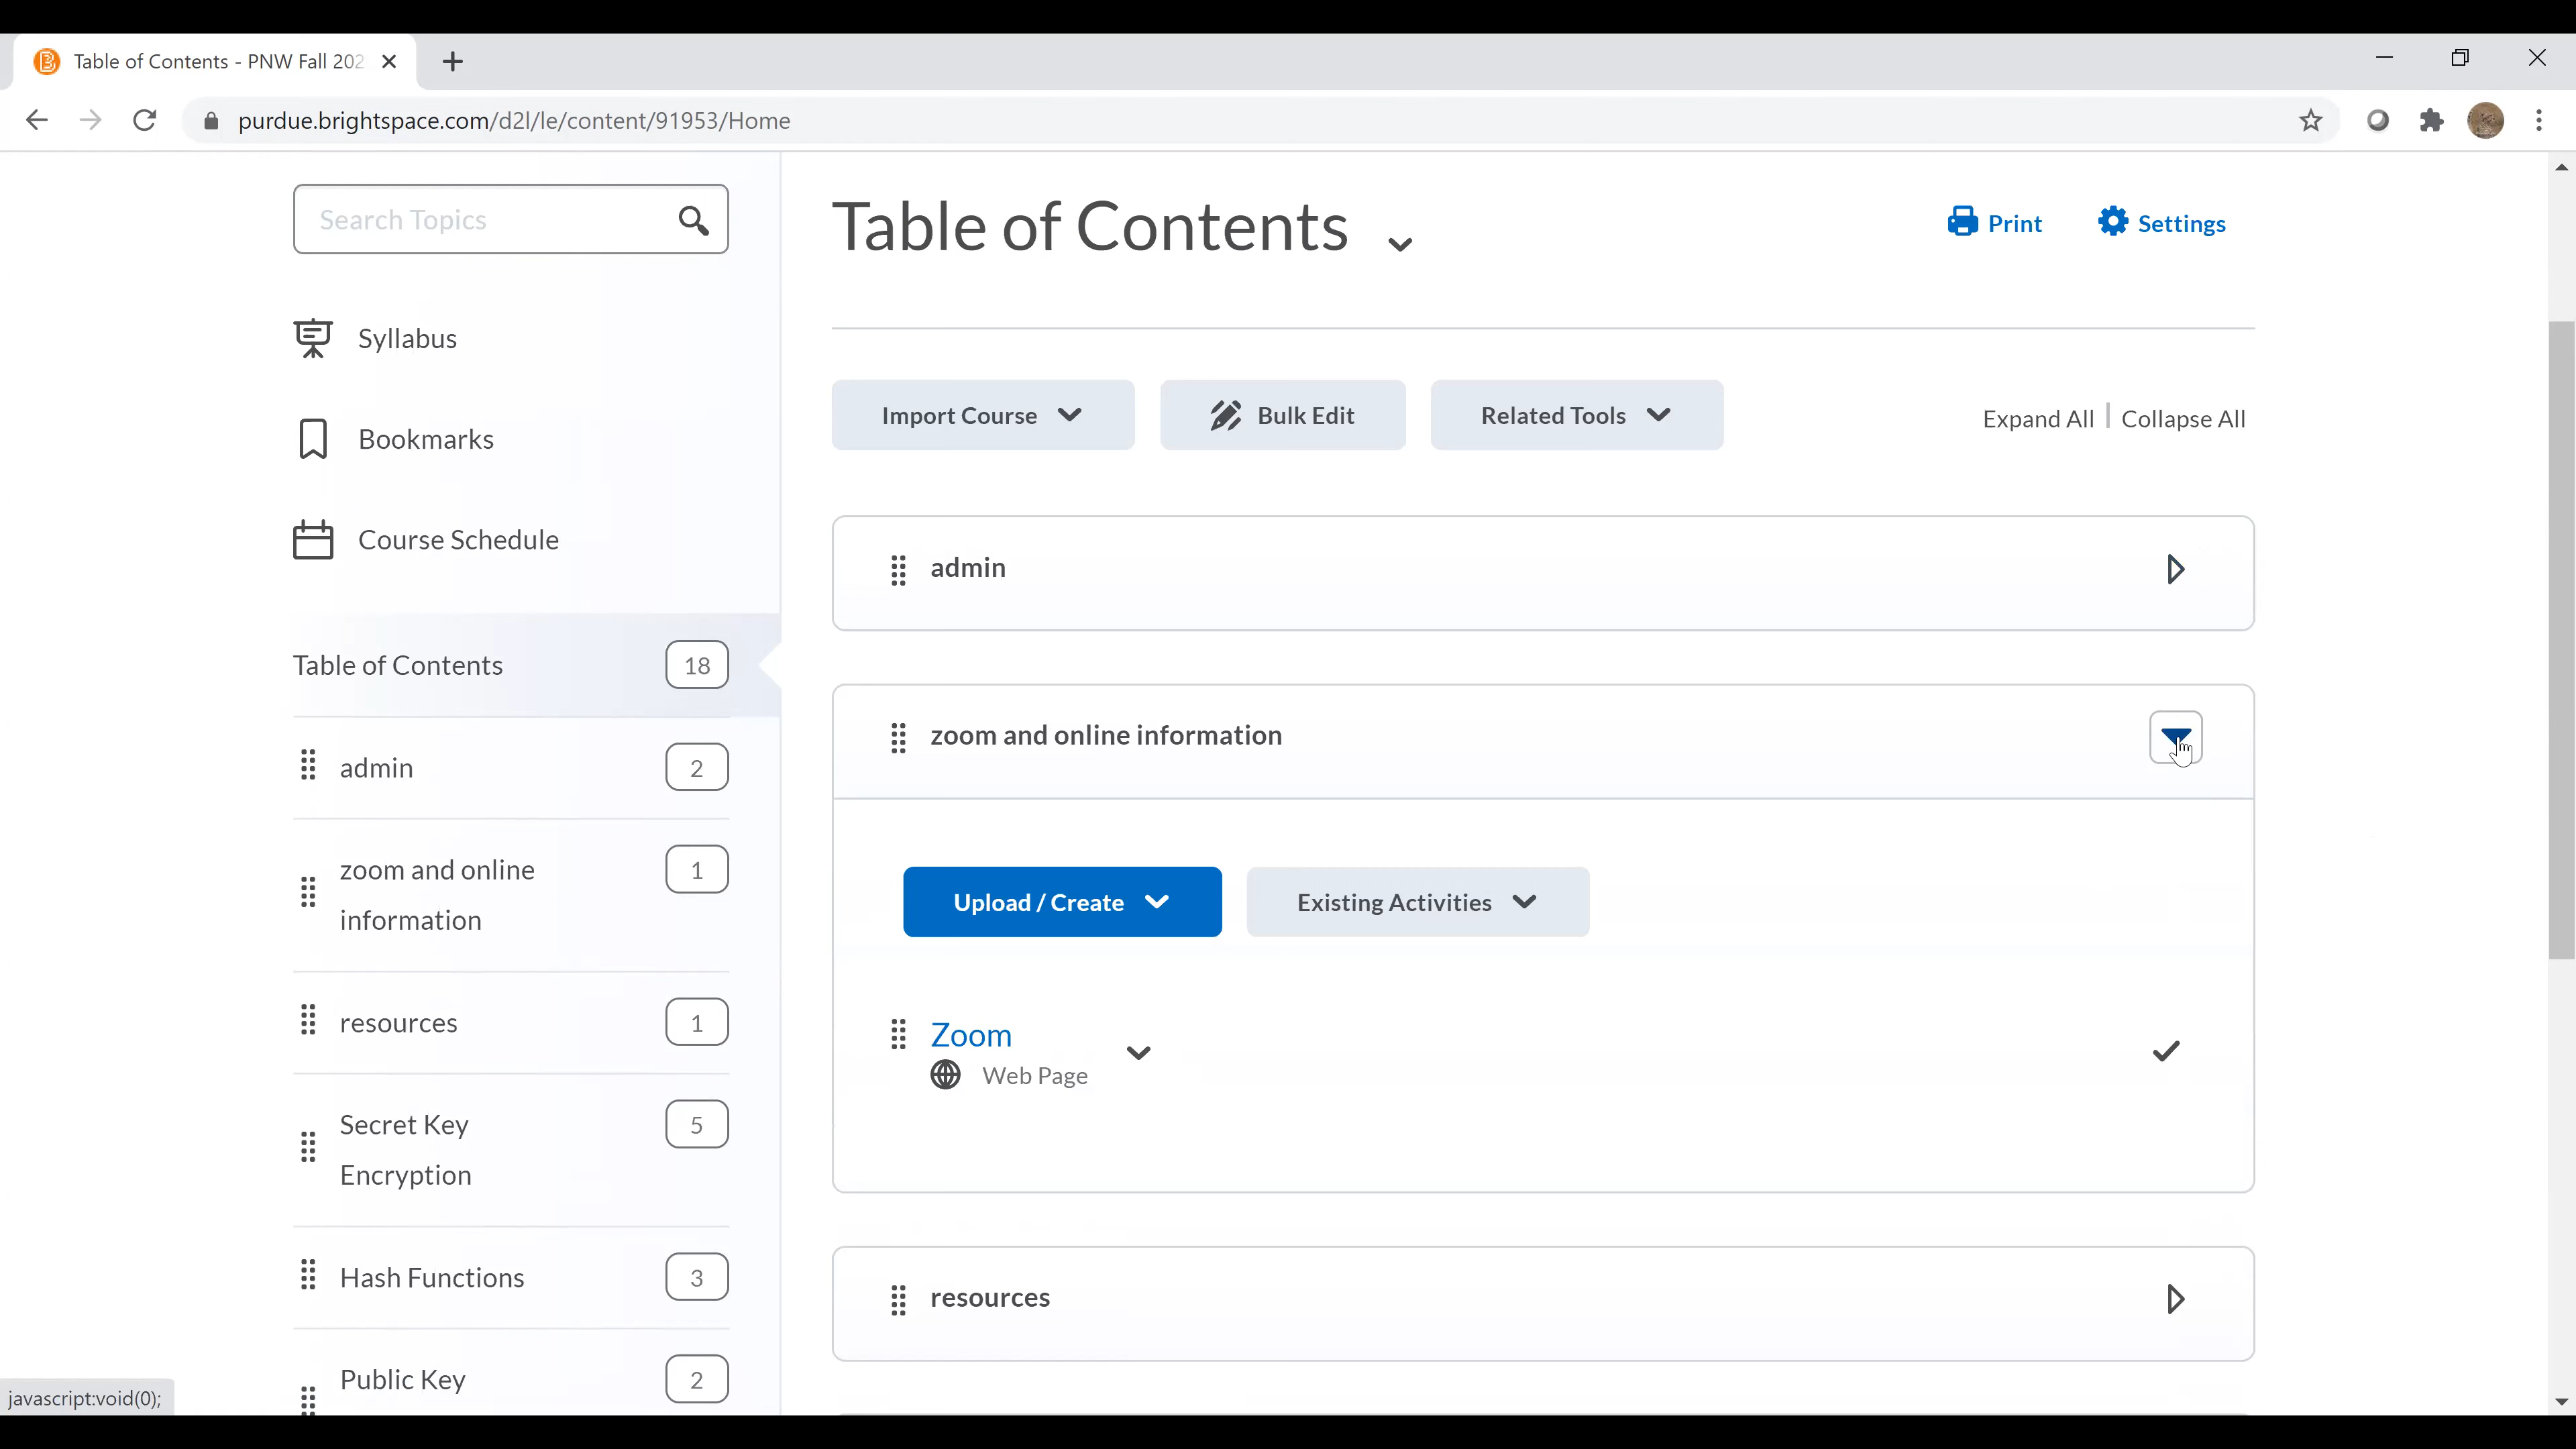 Table of Contents - PNW Fall 202
purdue.brightspace.com/d2l/le/content/91953/Home
Search Topics
Syllabus
Bookmarks
Course Schedule
Table of Contents 18
admin 2
zoom and online 1
information
resources 1
Secret Key 5
Encryption
Hash Functions 3
Public Key 2
Table of Contents
Print Settings
Import Course Bulk Edit Related Tools
Expand All | Collapse All
admin
zoom and online information
Upload / Create Existing Activities
Zoom
Web Page
resources
javascript:void(0);